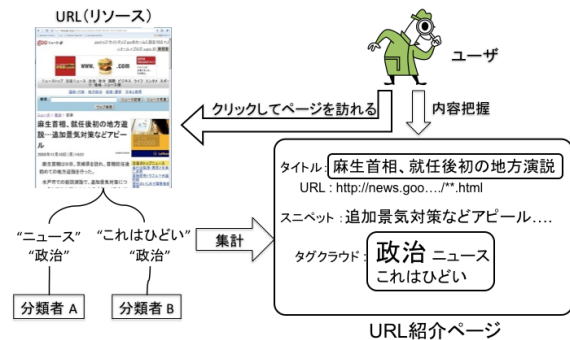 URL(リソース)
ユーザ
www. .com
クリックしてページを訪れる
内容把握
麻生首相、就任後初の地方遊
説…追加景気対策などアピー
ル
タイトル:麻生首相、就任後初の地方演説
URL : http://news.goo…./**.html
スニペット:追加景気対策などアピール….
タグクラウド: 政治 ニュース
これはひどい
“ニュース” “これはひどい”
“政治” “政治”
集計
分類者 A 分類者 B
URL紹介ページ